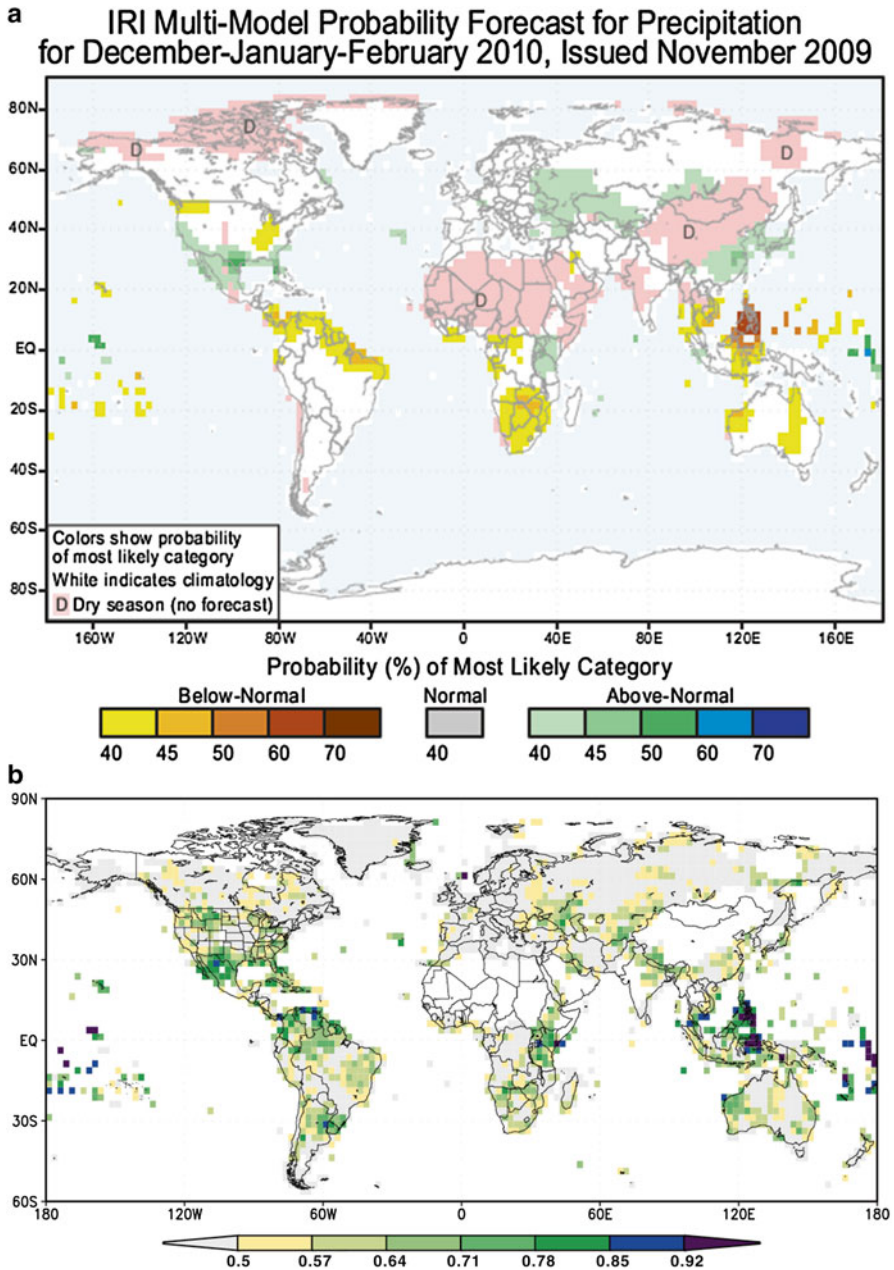 a
IRI Multi-Model Probability Forecast for Precipitation
for December-January-February 2010, Issued November 2009
80N
60N
40N
20N
EQ
20S
40S
60S
80S
D
D
D
D
D
Colors show probability
of most likely category
White indicates climatology
D Dry season (no forecast)
160W 120W 80W 40W 0 40E 80E 120E 160E
Probability (%) of Most Likely Category
Below-Normal Normal Above-Normal
40 45 50 60 70 40 40 45 50 60 70
b
90N
60N
30N
EQ
30S
60S
180 120W 60W 0 60E 120E 180
0.5 0.57 0.64 0.71 0.78 0.85 0.92